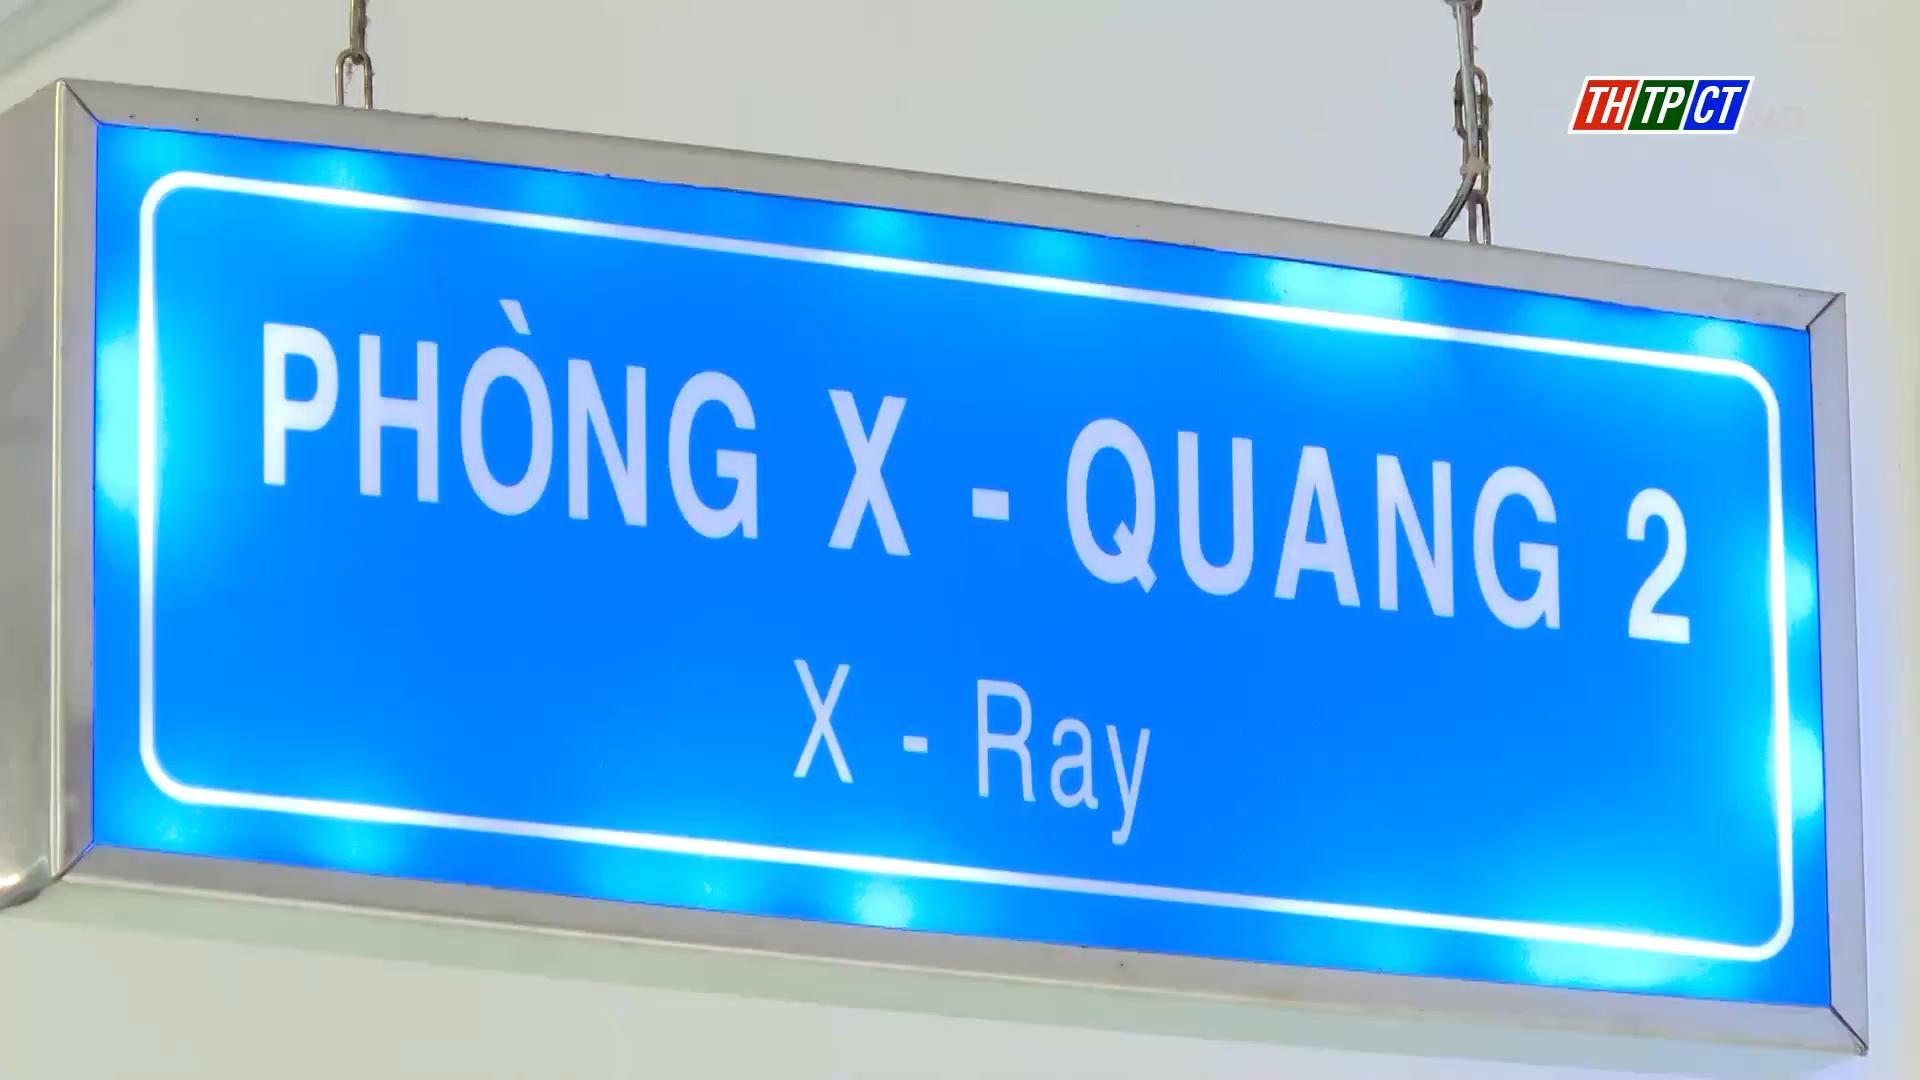 THTPCT
PHÒNG X - QUANG 2
X - Ray